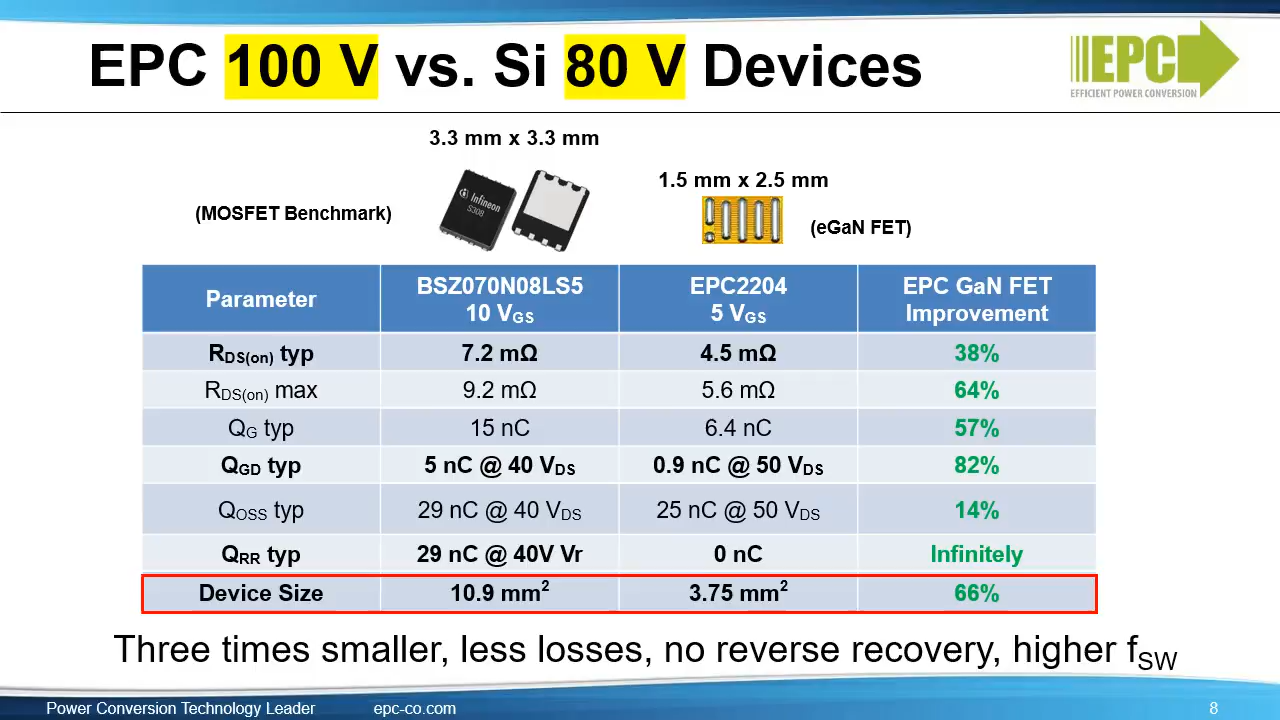 EPC 100 V vs. Si 80 V Devices
EPC
EFFICIENT POWER CONVERSION
3.3 mm x 3.3 mm
1.5 mm x 2.5 mm
(MOSFET Benchmark)
Infineon
S308
(eGaN FET)
Parameter BSZ070N08LS5 10 VGS EPC2204 5 VGS EPC GaN FET Improvement
RDS(on) typ 7.2 mΩ 4.5 mΩ 38%
RDS(on) max 9.2 mΩ 5.6 mΩ 64%
QG typ 15 nC 6.4 nC 57%
QGD typ 5 nC @ 40 VDS 0.9 nC @ 50 VDS 82%
QOSS typ 29 nC @ 40 VDS 25 nC @ 50 VDS 14%
QRR typ 29 nC @ 40V Vr 0 nC Infinitely
Device Size 10.9 mm² 3.75 mm² 66%
Three times smaller, less losses, no reverse recovery, higher fSW
Power Conversion Technology Leader epc-co.com 8